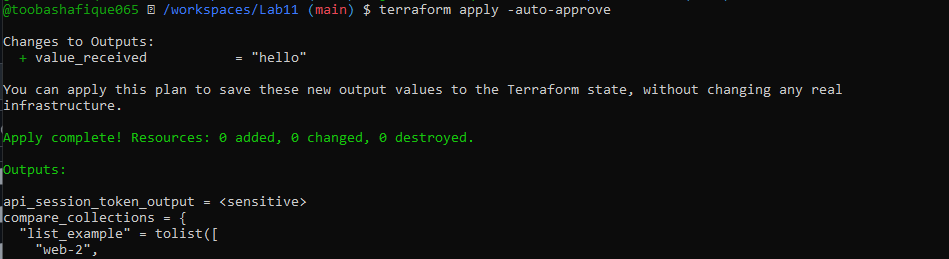 @toobashafique065 /workspaces/Lab11 (main) $ terraform apply -auto-approve
Changes to Outputs:
  + value_received           = "hello"
You can apply this plan to save these new output values to the Terraform state, without changing any real
infrastructure.
Apply complete! Resources: 0 added, 0 changed, 0 destroyed.
Outputs:
api_session_token_output = <sensitive>
compare_collections = {
  "list_example" = tolist([
    "web-2",